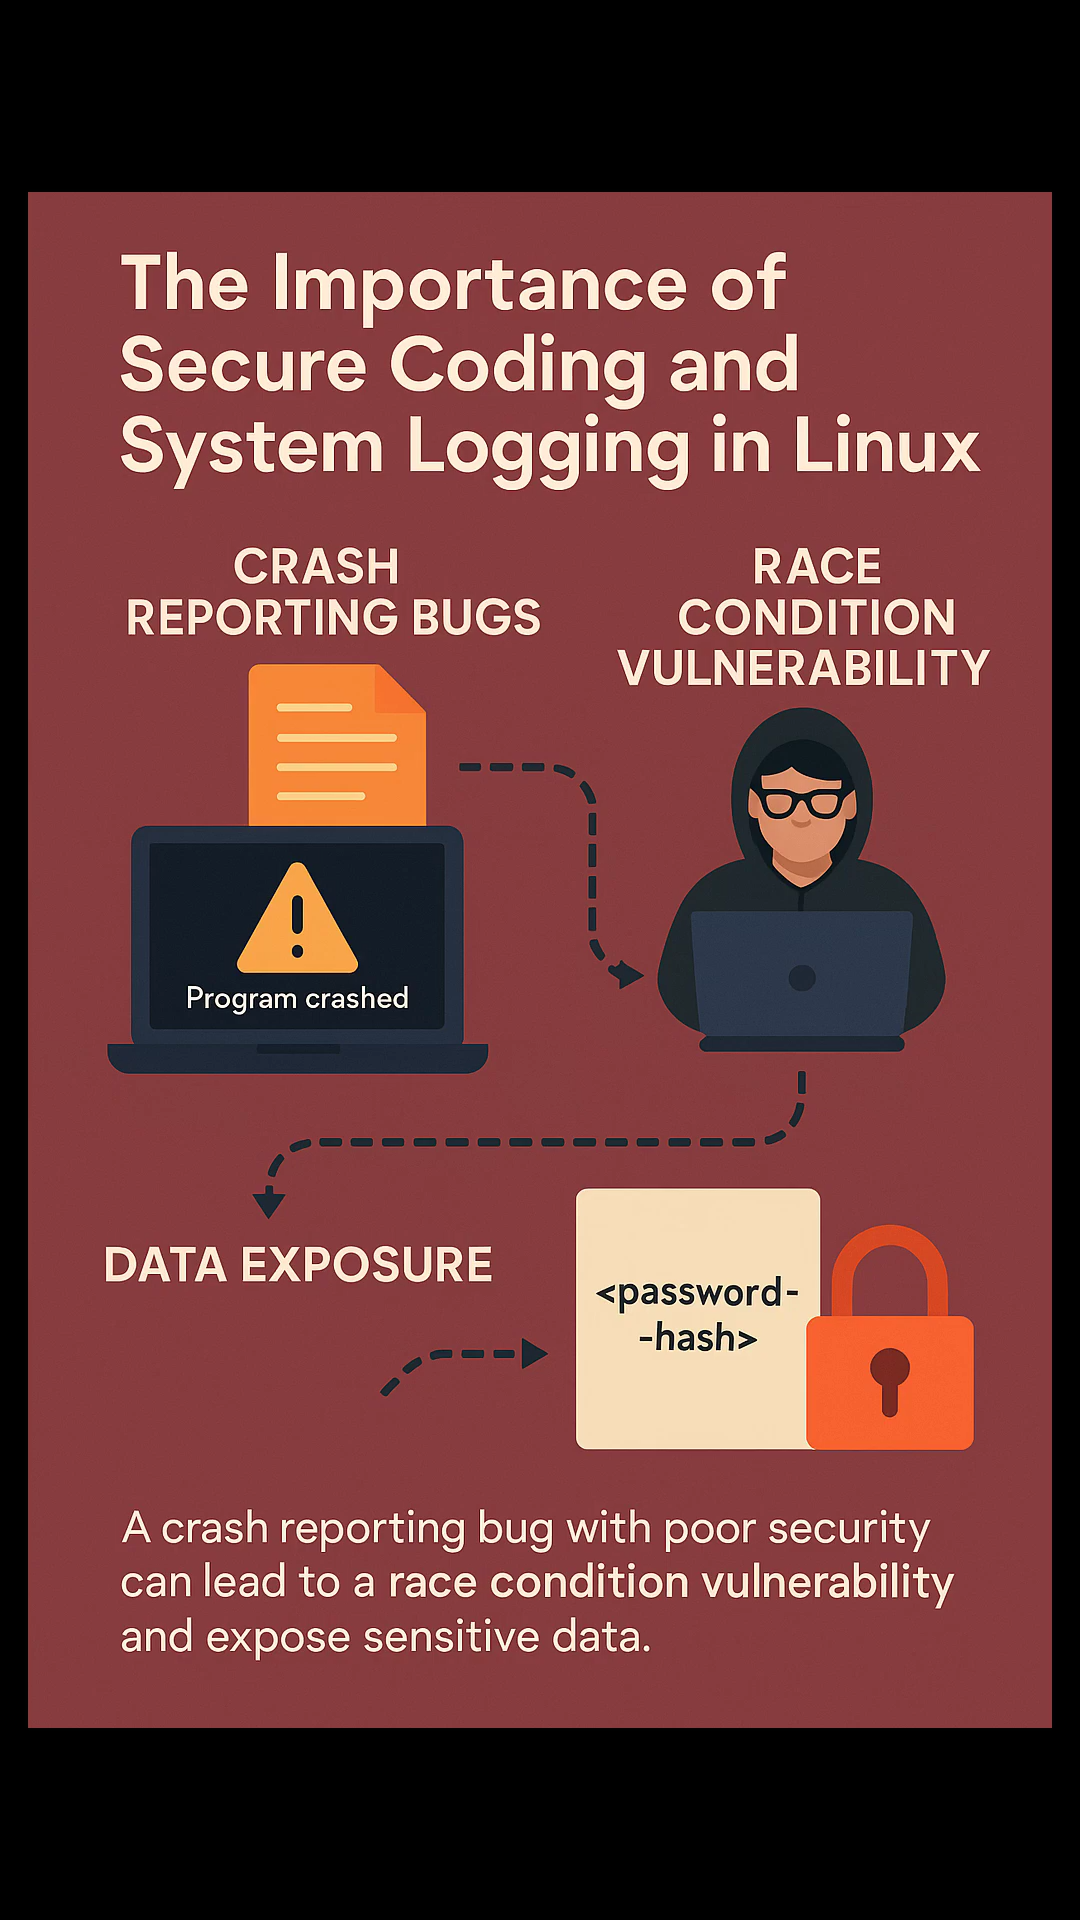 The Importance of
Secure Coding and
System Logging in Linux
CRASH
REPORTING BUGS
RACE
CONDITION
VULNERABILITY
Program crashed
DATA EXPOSURE
<password-
-hash>
A crash reporting bug with poor security
can lead to a race condition vulnerability
and expose sensitive data.